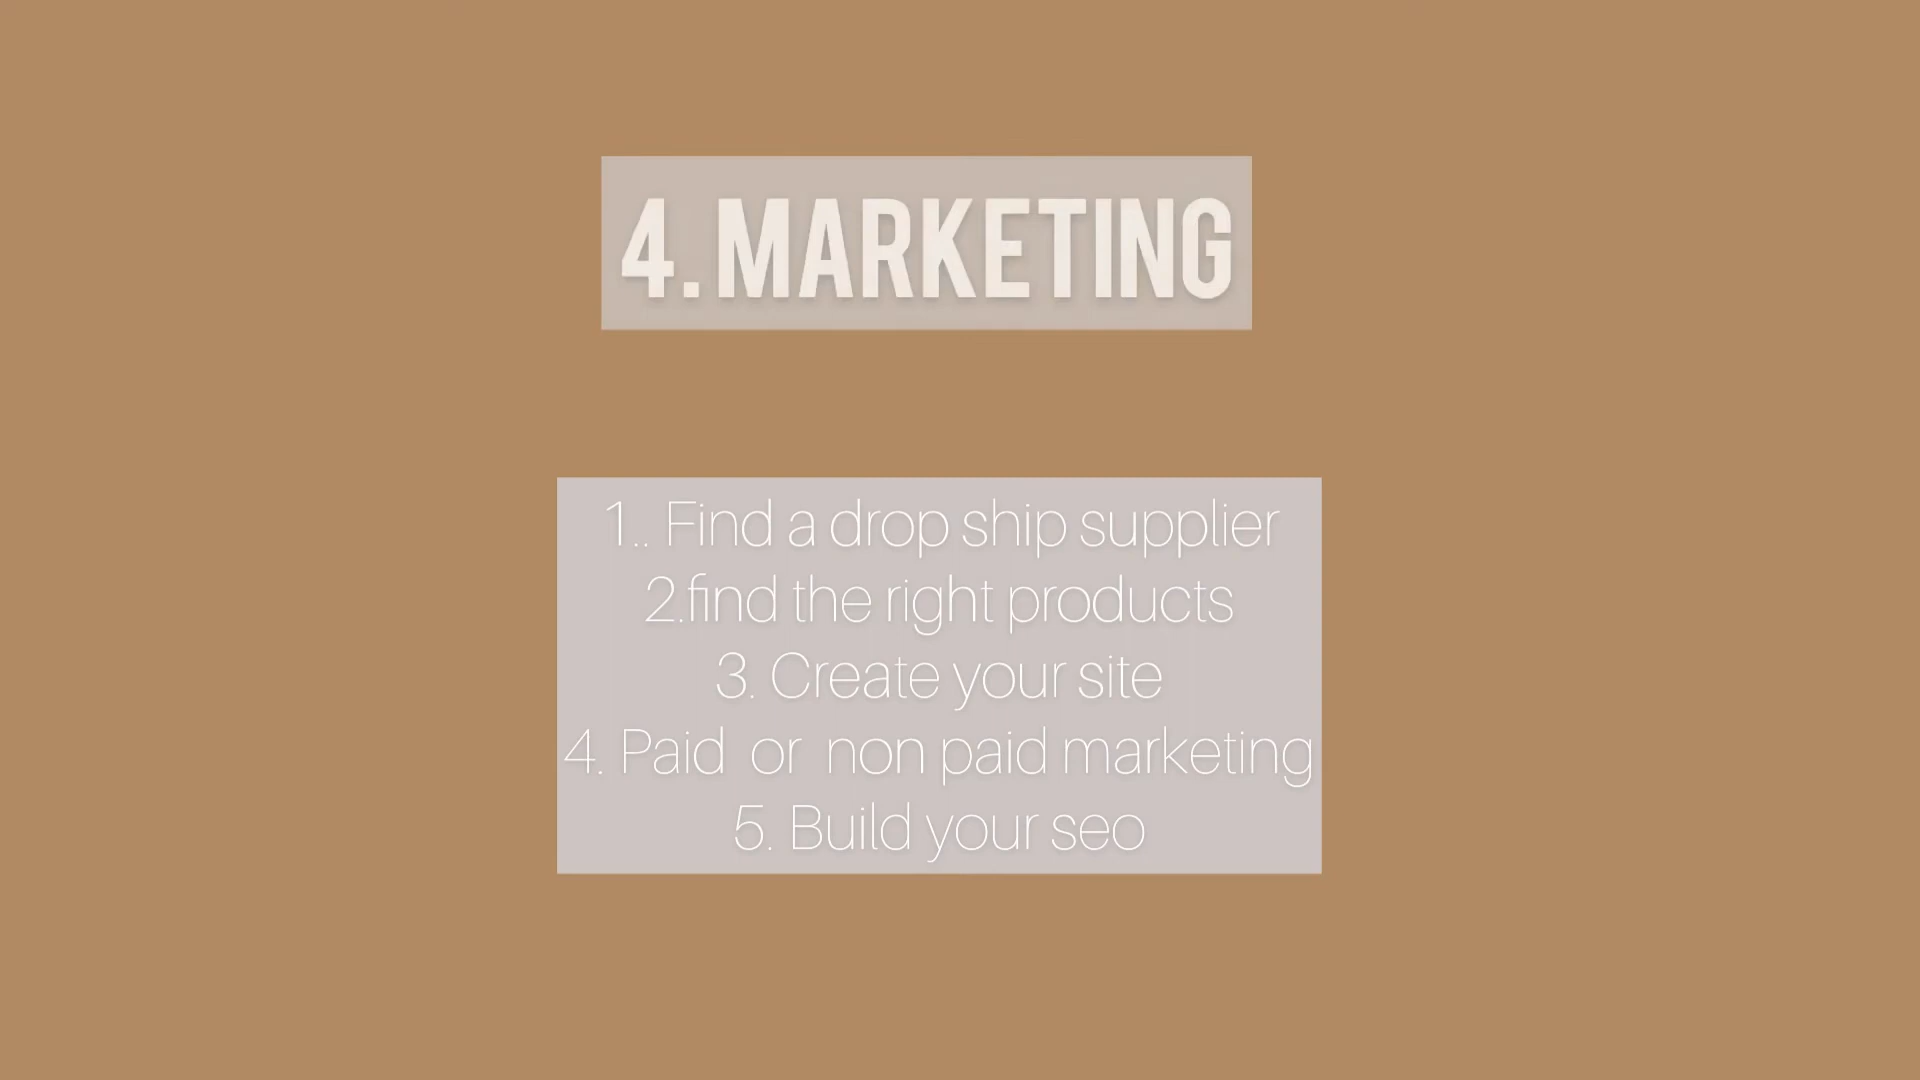 4. MARKETING
1.. Find a drop ship supplier
2.find the right products
3. Create your site
4. Paid or non paid marketing
5. Build your seo